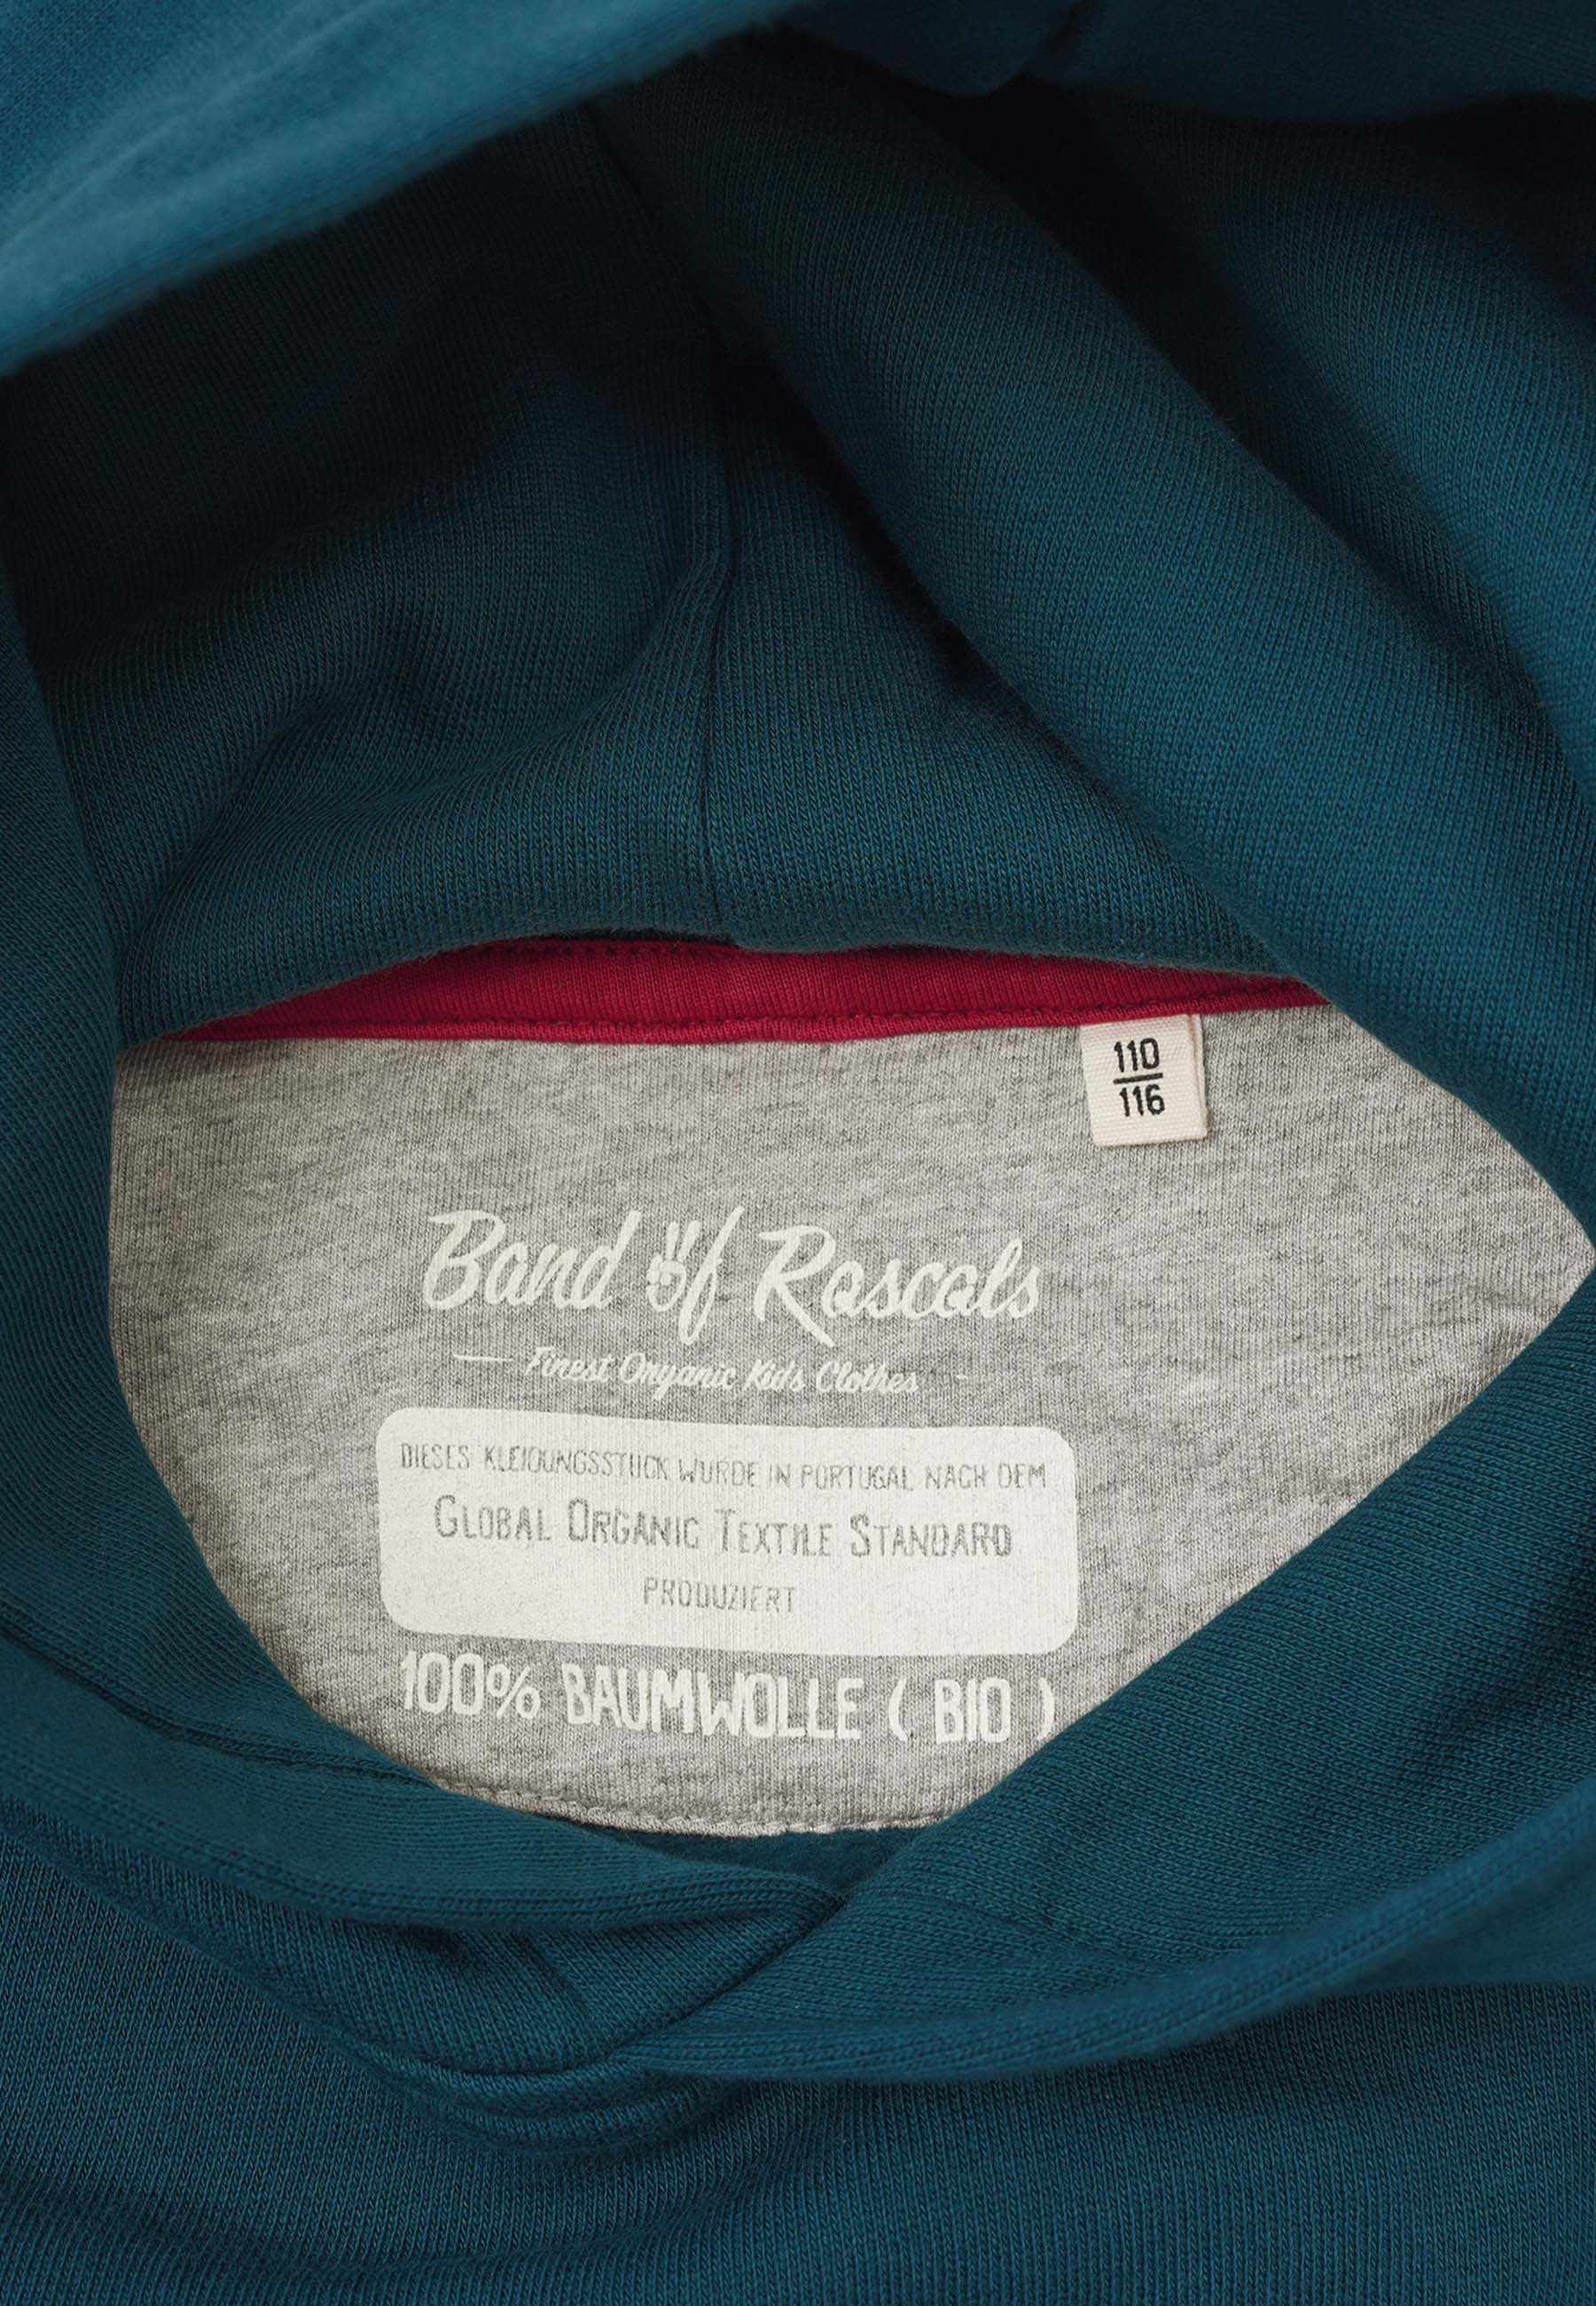 110
116
Band of Rascals
Finest Organic Kid's Clothes
DIESES KLEIDUNGSSTÜCK WURDE IN PORTUGAL NACH DEM
GLOBAL ORGANIC TEXTILE STANDARD
PRODUZIERT
100% BAUMWOLLE ( BIO )